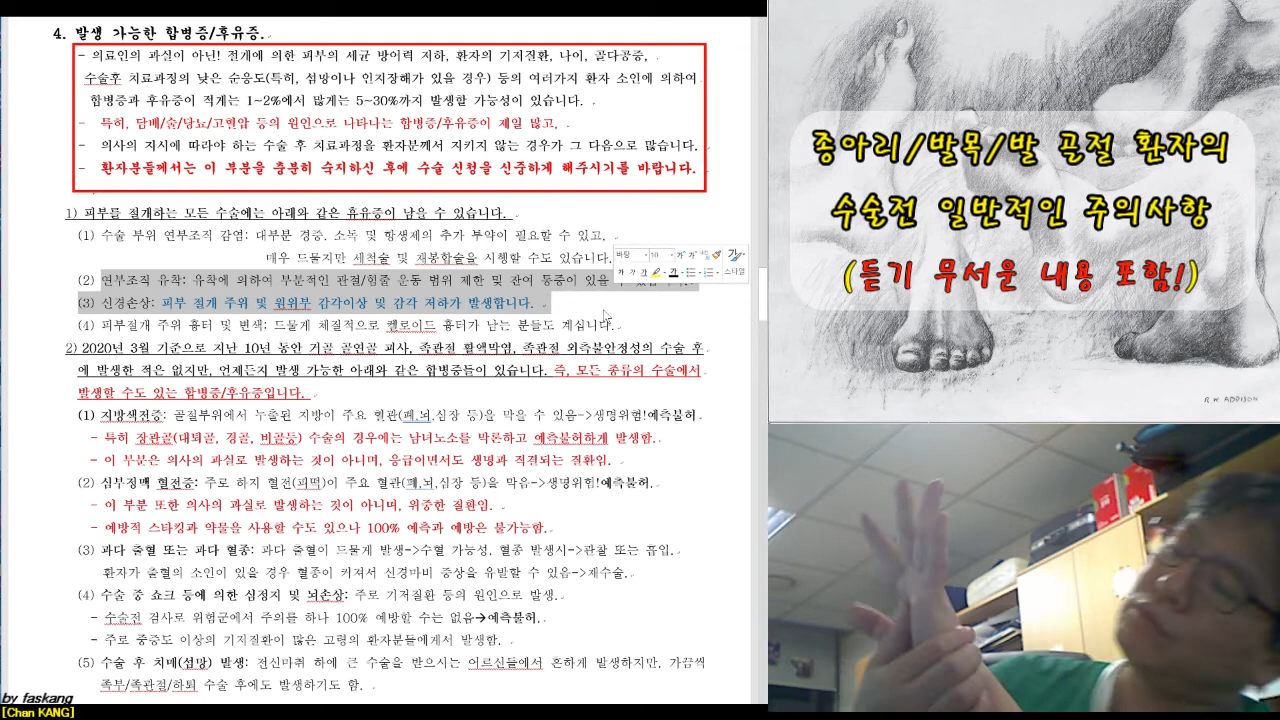 4. 발생 가능한 합병증/후유증.
- 의료인의 과실이 아닌! 절개에 의한 피부의 세균 방어력 저하, 환자의 기저질환, 나이, 골다공증,
수술후 치료과정의 낮은 순응도(특히, 섬망이나 인지장해가 있을 경우) 등의 여러가지 환자 소인에 의하여
합병증과 후유증이 적게는 1~2%에서 많게는 5~30%까지 발생할 가능성이 있습니다.
- 특히, 담배/술/당뇨/고혈압 등의 원인으로 나타나는 합병증/후유증이 제일 많고,
- 의사의 지시에 따라야 하는 수술 후 치료과정을 환자분께서 지키지 않는 경우가 그 다음으로 많습니다.
- 환자분들께서는 이 부분을 충분히 숙지하신 후에 수술 신청을 신중하게 해주시기를 바랍니다.
1) 피부를 절개하는 모든 수술에는 아래와 같은 휴유증이 남을 수 있습니다.
(1) 수술 부위 연부조직 감염: 대부분 경증. 소독 및 항생제의 추가 투약이 필요할 수 있고,
매우 드물지만 세척술 및 재봉합술을 시행할 수도 있습니다.
바탕 10 가 가 가
가 가 가 가 스타일
(2) 연부조직 유착: 유착에 의하여 부분적인 관절/힘줄 운동 범위 제한 및 잔여 통증이 있을
(3) 신경손상: 피부 절개 주위 및 원위부 감각이상 및 감각 저하가 발생합니다.
(4) 피부절개 주위 흉터 및 변색: 드물게 체질적으로 켈로이드 흉터가 남는 분들도 계십니다.
2) 2020년 3월 기준으로 지난 10년 동안 거골 골연골 괴사, 족관절 활액막염, 족관절 외측불안정성의 수술 후
에 발생한 적은 없지만, 언제든지 발생 가능한 아래와 같은 합병증들이 있습니다. 즉, 모든 종류의 수술에서
발생할 수도 있는 합병증/후유증입니다.
(1) 지방색전증: 골절부위에서 누출된 지방이 주요 혈관(폐,뇌,심장 등)을 막을 수 있음->생명위험!예측불허.
- 특히 장관골(대퇴골, 경골, 비골등) 수술의 경우에는 남녀노소를 막론하고 예측불허하게 발생함.
- 이 부분은 의사의 과실로 발생하는 것이 아니며, 응급이면서도 생명과 직결되는 질환임.
(2) 심부정맥 혈전증: 주로 하지 혈전(피떡)이 주요 혈관(폐,뇌,심장 등)을 막음->생명위험!예측불허.
- 이 부분 또한 의사의 과실로 발생하는 것이 아니며, 위중한 질환임.
- 예방적 스타킹과 약물을 사용할 수도 있으나 100% 예측과 예방은 불가능함.
(3) 과다 출혈 또는 과다 혈종: 과다 출혈이 드물게 발생->수혈 가능성, 혈종 발생시->관찰 또는 흡입.
환자가 출혈의 소인이 있을 경우 혈종이 커져서 신경마비 증상을 유발할 수 있음->재수술.
(4) 수술 중 쇼크 등에 의한 심정지 및 뇌손상: 주로 기저질환 등의 원인으로 발생.
- 수술전 검사로 위험군에서 주의를 하나 100% 예방할 수는 없음→예측불허.
- 주로 중증도 이상의 기저질환이 많은 고령의 환자분들에게서 발생함.
(5) 수술 후 치매(섬망) 발생: 전신마취 하에 큰 수술을 받으시는 어르신들에서 흔하게 발생하지만, 가끔씩
족부/족관절/하퇴 수술 후에도 발생하기도 함.
by faskang
[Chan KANG]
종아리/발목/발 골절 환자의
수술전 일반적인 주의사항
(듣기 무서운 내용 포함!)
R.W. ADDISON